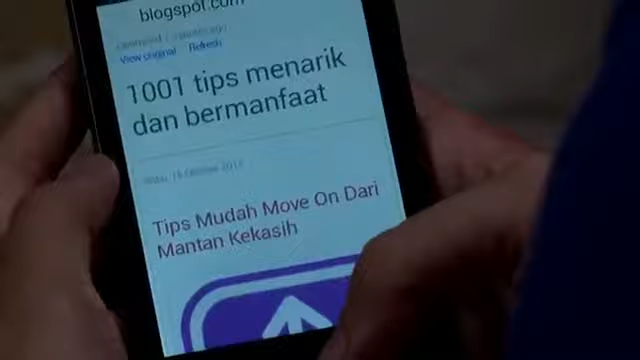 blogspot.com
View original Refresh
1001 tips menarik
dan bermanfaat
Tips Mudah Move On Dari
Mantan Kekasih